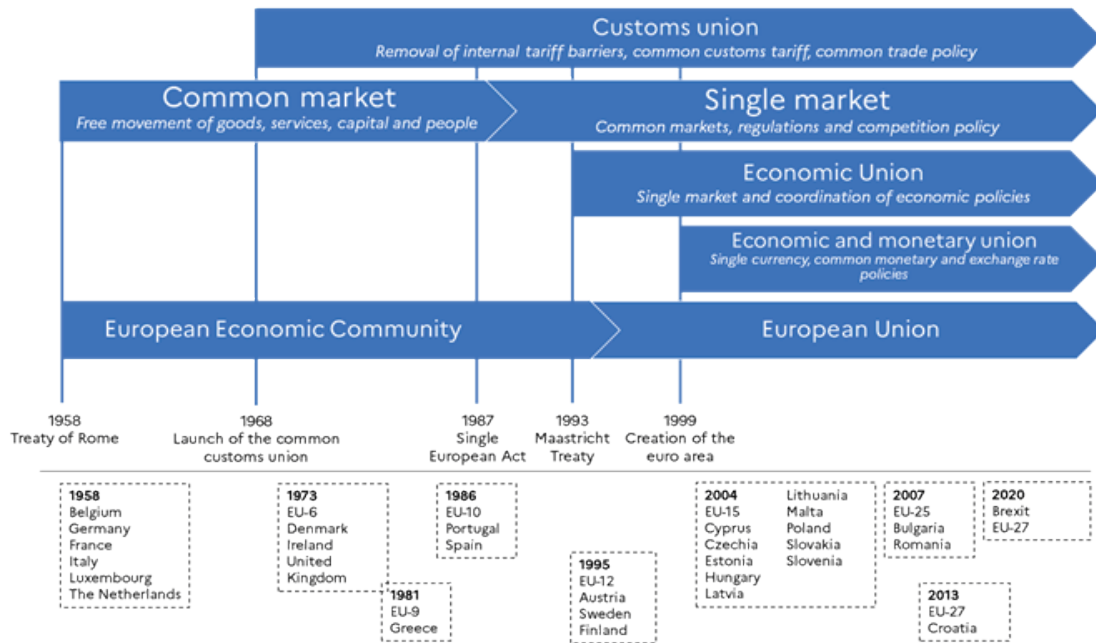 Customs union
Removal of internal tariff barriers, common customs tariff, common trade policy
Common market
Free movement of goods, services, capital and people
Single market
Common markets, regulations and competition policy
Economic Union
Single market and coordination of economic policies
Economic and monetary union
Single currency, common monetary and exchange rate
policies
European Economic Community
European Union
1958
Treaty of Rome
1968
Launch of the common
customs union
1987
Single
European Act
1993
Maastricht
Treaty
1999
Creation of the
euro area
1958
Belgium
Germany
France
Italy
Luxembourg
The Netherlands
1973
EU-6
Denmark
Ireland
United
Kingdom
1981
EU-9
Greece
1986
EU-10
Portugal
Spain
1995
EU-12
Austria
Sweden
Finland
2004
EU-15
Cyprus
Czechia
Estonia
Hungary
Latvia
Lithuania
Malta
Poland
Slovakia
Slovenia
2007
EU-25
Bulgaria
Romania
2013
EU-27
Croatia
2020
Brexit
EU-27